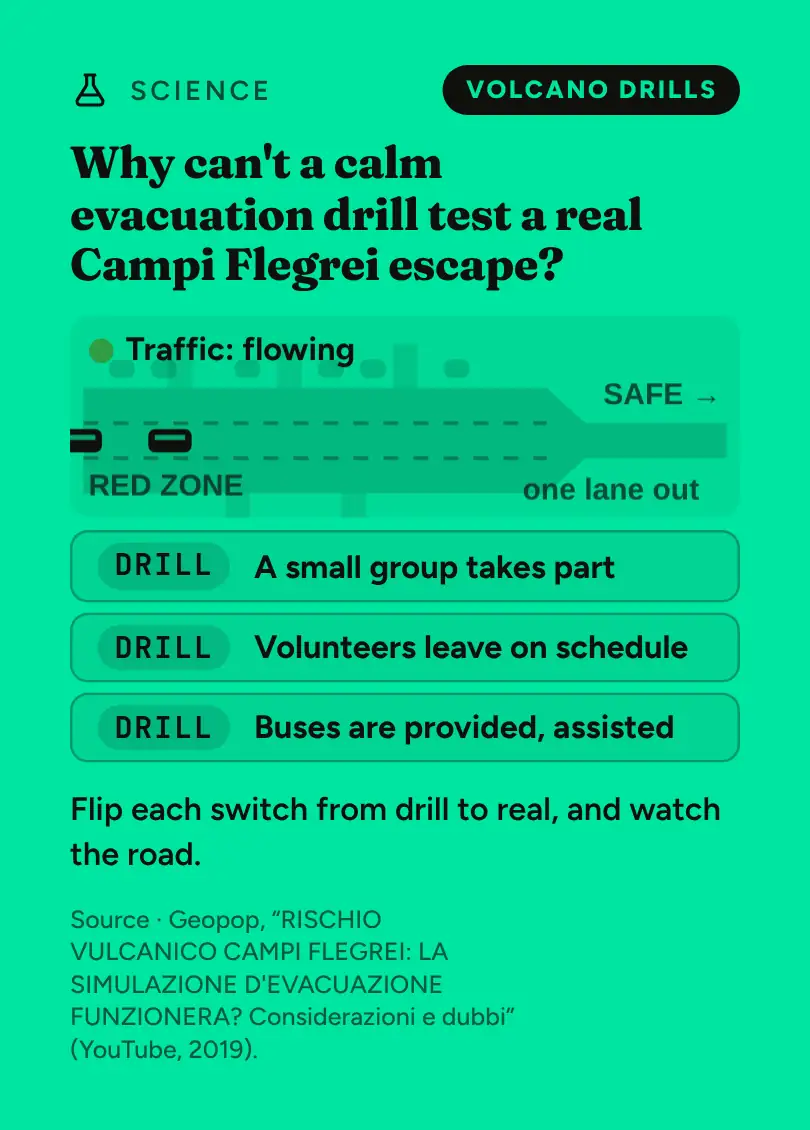 SCIENCE
VOLCANO DRILLS
Why can't a calm
evacuation drill test a real
Campi Flegrei escape?
Traffic: flowing
SAFE →
RED ZONE
one lane out
DRILL A small group takes part
DRILL Volunteers leave on schedule
DRILL Buses are provided, assisted
Flip each switch from drill to real, and watch
the road.
Source · Geopop, “RISCHIO
VULCANICO CAMPI FLEGREI: LA
SIMULAZIONE D'EVACUAZIONE
FUNZIONERA? Considerazioni e dubbi”
(YouTube, 2019).